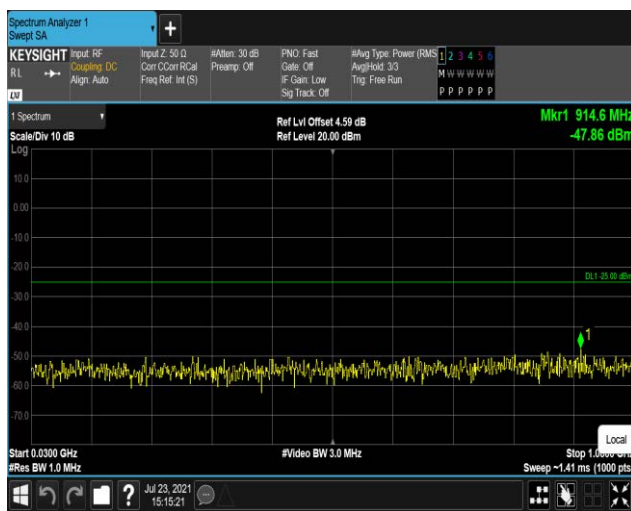 Spectrum Analyzer 1
Swept SA
+
KEYSIGHT Input: RF
RL Coupling: DC
Align: Auto
LXI
Input Z: 50 Ω
Corr CCorr RCal
Freq Ref: Int (S)
#Atten: 30 dB
Preamp: Off
PNO: Fast
Gate: Off
IF Gain: Low
Sig Track: Off
#Avg Type: Power (RMS
Avg|Hold: 3/3
Trig: Free Run
1 2 3 4 5 6
M W W W W W
P P P P P P
1 Spectrum
Scale/Div 10 dB
Log
Ref Lvl Offset 4.59 dB
Ref Level 20.00 dBm
Mkr1 914.6 MHz
-47.86 dBm
10.0
0.00
-10.0
-20.0
DL1 -25.00 dBm
-30.0
-40.0
1
-50.0
-60.0
-70.0
Local
Start 0.0300 GHz
#Res BW 1.0 MHz
#Video BW 3.0 MHz
Stop
Sweep ~1.41 ms (1000 pts
?
Jul 23, 2021
15:15:21